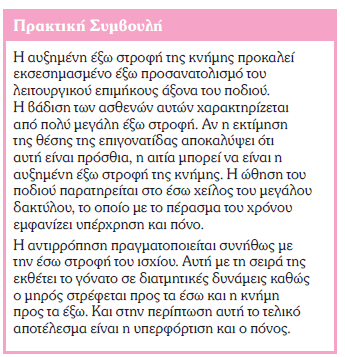 Πρακτική Συμβουλή
Η αυξημένη έξω στροφή της κνήμης προκαλεί
εκσεσημασμένο έξω προσανατολισμό του
λειτουργικού επιμήκους άξονα του ποδιού.
Η βάδιση των ασθενών αυτών χαρακτηρίζεται
από πολύ μεγάλη έξω στροφή. Αν η εκτίμηση
της θέσης της επιγονατίδας αποκαλύψει ότι
αυτή είναι πρόσθια, η αιτία μπορεί να είναι η
αυξημένη έξω στροφή της κνήμης. Η ώθηση του
ποδιού παρατηρείται στο έσω χείλος του μεγάλου
δακτύλου, το οποίο με το πέρασμα του χρόνου
εμφανίζει υπέρχρηση και πόνο.
Η αντιρρόπηση πραγματοποιείται συνήθως με
την έσω στροφή του ισχίου. Αυτή με τη σειρά της
εκθέτει το γόνατο σε διατμητικές δυνάμεις καθώς
ο μηρός στρέφεται προς τα έσω και η κνήμη
προς τα έξω. Και στην περίπτωση αυτή το τελικό
αποτέλεσμα είναι η υπερφόρτιση και ο πόνος.